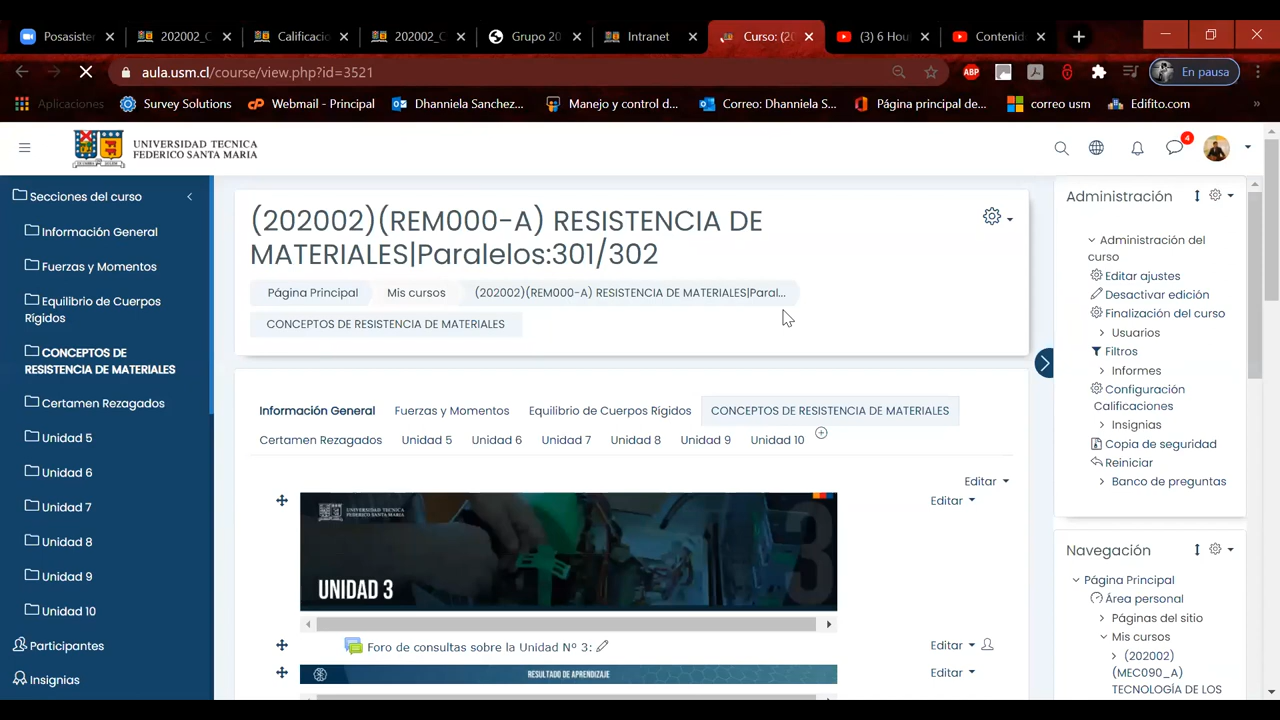 Posasist
202002_C
Calificacio
202002_C
Grupo 20
Intranet
Curso: (20
(3) 6 Hou
Contenid
aula.usm.cl/course/view.php?id=3521
ABP
En pausa
Aplicaciones
Survey Solutions
Webmail - Principal
Dhanniela Sanchez...
Manejo y control d...
Correo: Dhanniela S...
Página principal de...
correo usm
Edifito.com
»
UNIVERSIDAD TECNICA
FEDERICO SANTA MARIA
4
Secciones del curso
Información General
Fuerzas y Momentos
Equilibrio de Cuerpos
Rígidos
CONCEPTOS DE
RESISTENCIA DE MATERIALES
Certamen Rezagados
Unidad 5
Unidad 6
Unidad 7
Unidad 8
Unidad 9
Unidad 10
Participantes
Insignias
(202002)(REM000-A) RESISTENCIA DE
MATERIALES|Paralelos:301/302
Página Principal
Mis cursos
(202002)(REM000-A) RESISTENCIA DE MATERIALES|Paral...
CONCEPTOS DE RESISTENCIA DE MATERIALES
Información General
Fuerzas y Momentos
Equilibrio de Cuerpos Rígidos
CONCEPTOS DE RESISTENCIA DE MATERIALES
Certamen Rezagados
Unidad 5
Unidad 6
Unidad 7
Unidad 8
Unidad 9
Unidad 10
Editar
Editar
UNIVERSIDAD TECNICA
FEDERICO SANTA MARIA
3
UNIDAD 3
Foro de consultas sobre la Unidad Nº 3:
Editar
RESULTADO DE APRENDIZAJE
Editar
Administración
Administración del
curso
Editar ajustes
Desactivar edición
Finalización del curso
Usuarios
Filtros
Informes
Configuración
Calificaciones
Insignias
Copia de seguridad
Reiniciar
Banco de preguntas
Navegación
Página Principal
Área personal
Páginas del sitio
Mis cursos
(202002)
(MEC090_A)
TECNOLOGÍA DE LOS